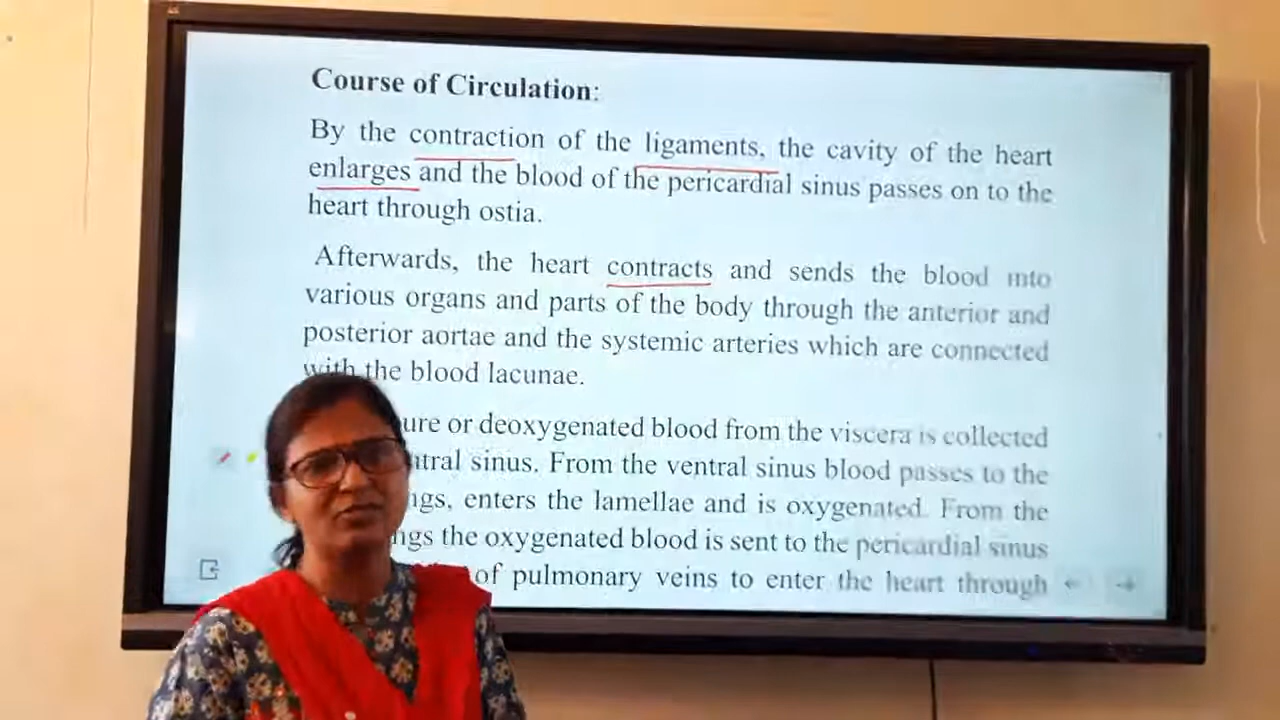 Course of Circulation:
By the contraction of the ligaments, the cavity of the heart
enlarges and the blood of the pericardial sinus passes on to the
heart through ostia.
Afterwards, the heart contracts and sends the blood into
various organs and parts of the body through the anterior and
posterior aortae and the systemic arteries which are connected
with the blood lacunae.
or deoxygenated blood from the viscera is collected
sinus. From the ventral sinus blood passes to the
enters the lamellae and is oxygenated. From the
the oxygenated blood is sent to the pericardial sinus
of pulmonary veins to enter the heart through